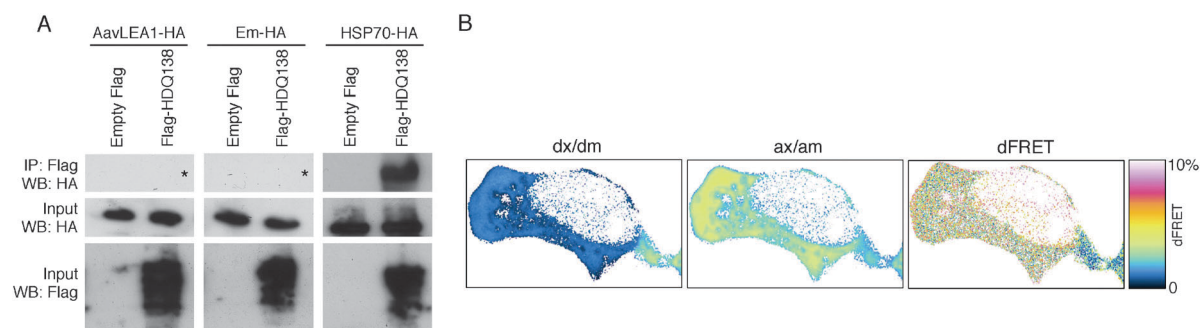 A
AavLEA1-HA
Em-HA
HSP70-HA
Empty Flag
Flag-HDQ138
Empty Flag
Flag-HDQ138
Empty Flag
Flag-HDQ138
IP: Flag
WB: HA
*
*
Input
WB: HA
Input
WB: Flag
B
dx/dm
ax/am
dFRET
10%
dFRET
0